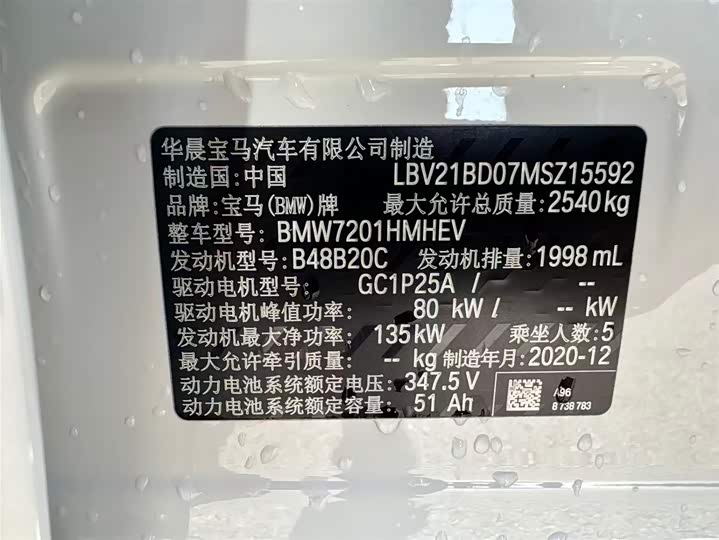 华晨宝马汽车有限公司制造
制造国:中国 LBV21BD07MSZ15592
品牌:宝马(BMW)牌 最大允许总质量:2540kg
整车型号: BMW7201HMHEV
发动机型号: B48B20C 发动机排量:1998 mL
驱动电机型号: GC1P25A / --
驱动电机峰值功率: 80 kW / -- kW
发动机最大净功率: 135kW 乘坐人数:5
最大允许牵引质量: -- kg 制造年月:2020-12
动力电池系统额定电压: 347.5 V
动力电池系统额定容量: 51 Ah
A96
8 738 783